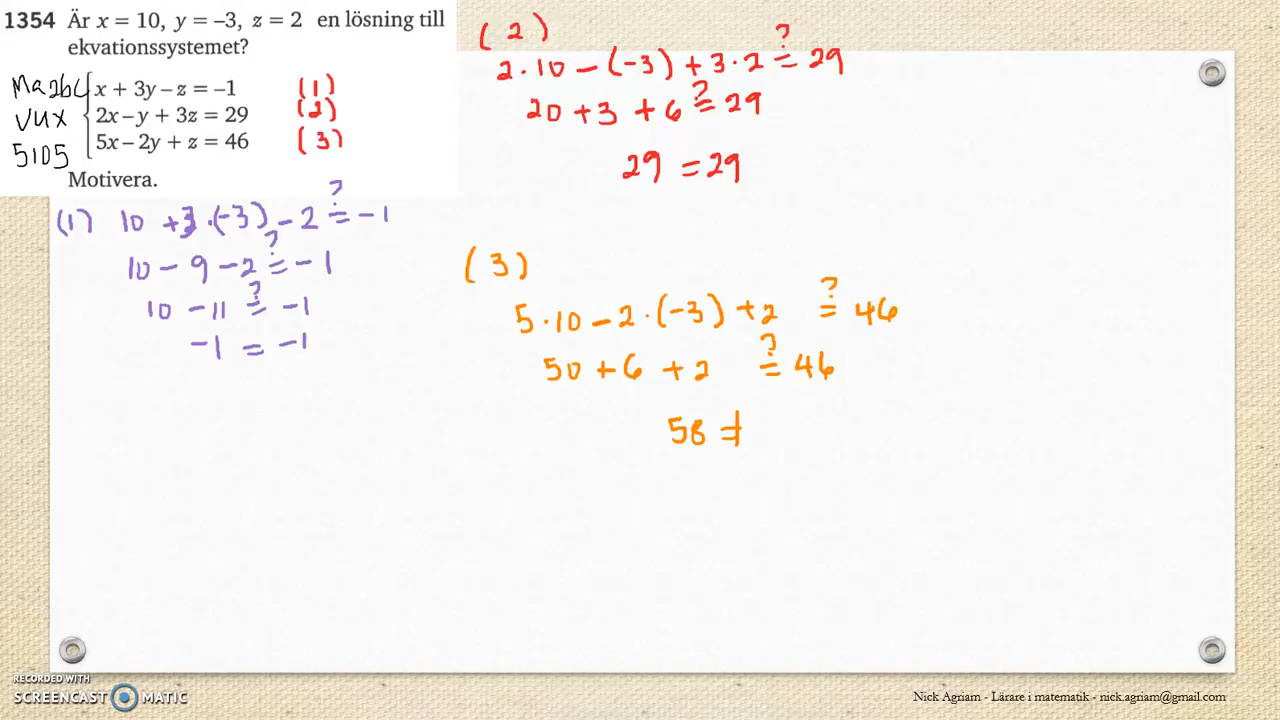 1354 Är x = 10, y = –3, z = 2 en lösning till
ekvationssystemet?
Ma2bc
vux
5105
x + 3y – z = –1 (1)
2x – y + 3z = 29 (2)
5x – 2y + z = 46 (3)
Motivera.
(1) 10 + 3 · (-3) - 2 ?= -1
10 - 9 - 2 ?= -1
10 - 11 ?= -1
-1 = -1
(2)
2 · 10 - (-3) + 3 · 2 ?= 29
20 + 3 + 6 ?= 29
29 = 29
(3)
5 · 10 - 2 · (-3) + 2 ?= 46
50 + 6 + 2 ?= 46
58 ≠
RECORDED WITH
SCREENCAST MATIC
Nick Agriam - Lärare i matematik - nick.agriam@gmail.com